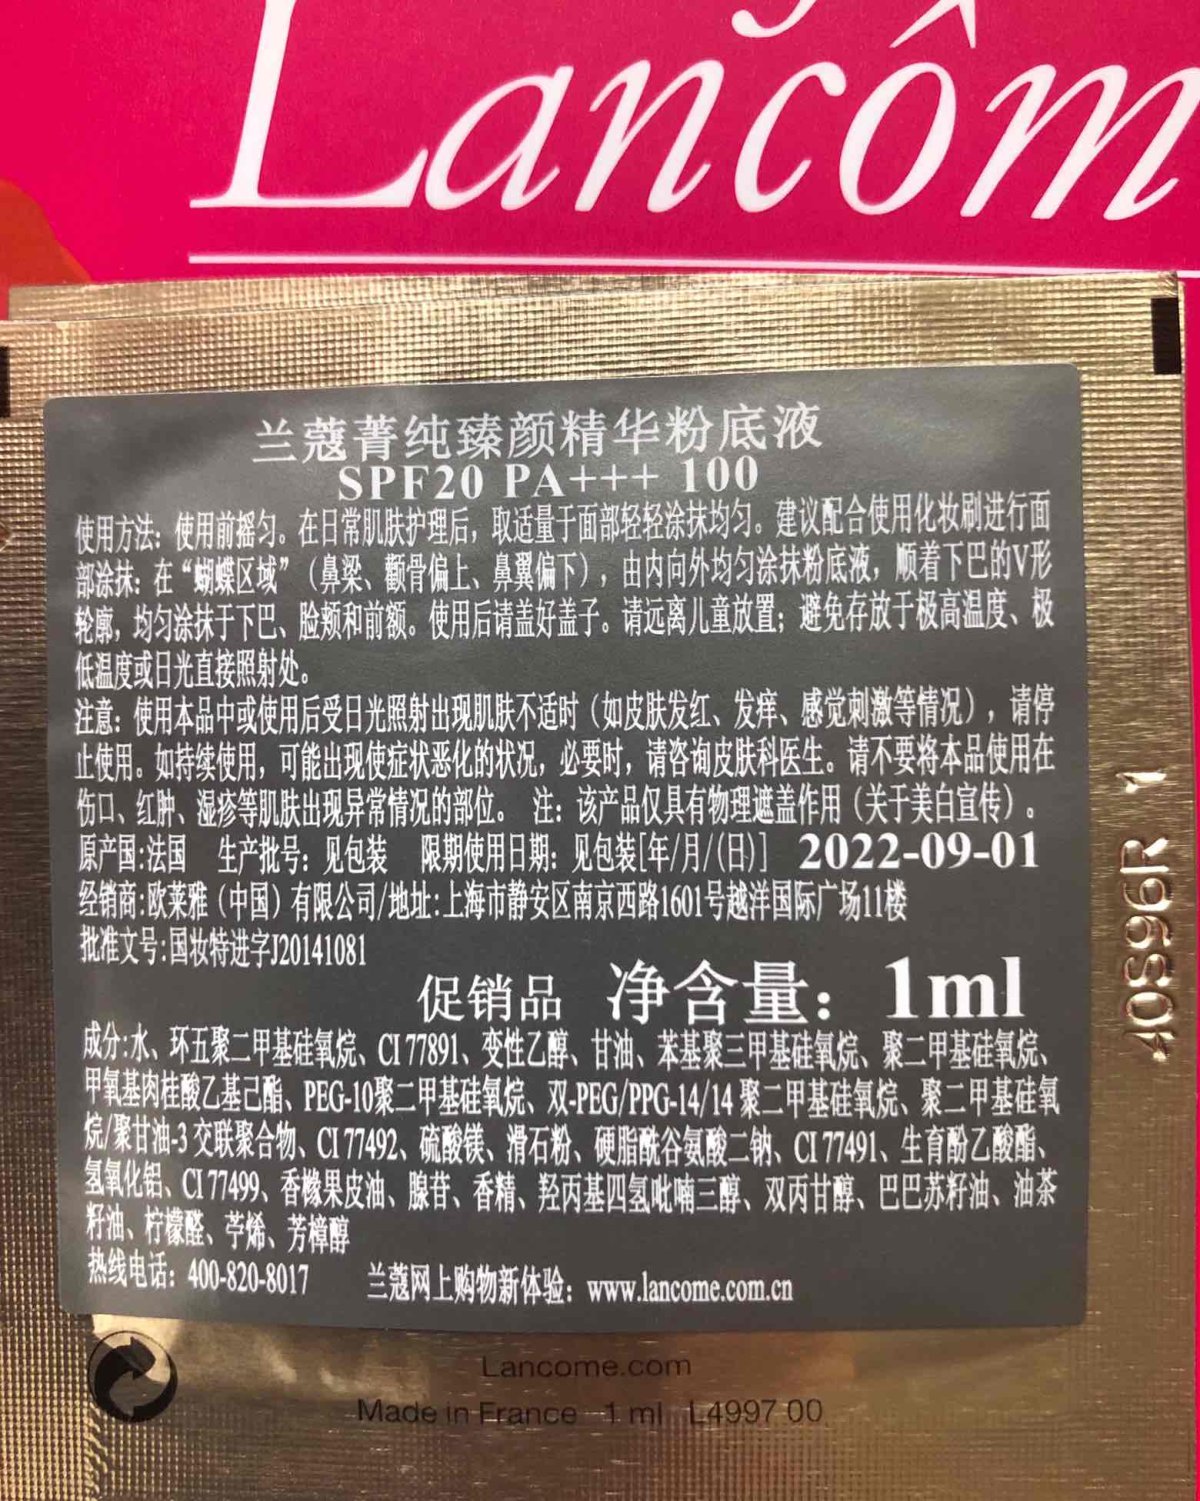 Lancôm
兰蔻菁纯臻颜精华粉底液
SPF20 PA+++ 100
使用方法：使用前摇匀。在日常肌肤护理后，取适量于面部轻轻涂抹均匀。建议配合使用化妆刷进行面
部涂抹：在“蝴蝶区域”（鼻梁、颧骨偏上、鼻翼偏下），由内向外均匀涂抹粉底液，顺着下巴的V形
轮廓，均匀涂抹于下巴、脸颊和前额。使用后请盖好盖子。请远离儿童放置；避免存放于极高温度、极
低温度或日光直接照射处。
注意：使用本品中或使用后受日光照射出现肌肤不适时（如皮肤发红、发痒、感觉刺激等情况），请停
止使用。如持续使用，可能出现使症状恶化的状况，必要时，请咨询皮肤科医生。请不要将本品使用在
伤口、红肿、湿疹等肌肤出现异常情况的部位。 注：该产品仅具有物理遮盖作用（关于美白宣传）。
原产国:法国 生产批号：见包装 限期使用日期：见包装[年/月/(日)] 2022-09-01
经销商:欧莱雅（中国）有限公司/地址:上海市静安区南京西路1601号越洋国际广场11楼
批准文号:国妆特进字J20141081
促销品 净含量：1ml
成分:水、环五聚二甲基硅氧烷、CI 77891、变性乙醇、甘油、苯基聚三甲基硅氧烷、聚二甲基硅氧烷、
甲氧基肉桂酸乙基己酯、PEG-10聚二甲基硅氧烷、双-PEG/PPG-14/14 聚二甲基硅氧烷、聚二甲基硅氧
烷/聚甘油-3 交联聚合物、CI 77492、硫酸镁、滑石粉、硬脂酰谷氨酸二钠、CI 77491、生育酚乙酸酯、
氢氧化铝、CI 77499、香橼果皮油、腺苷、香精、羟丙基四氢吡喃三醇、双丙甘醇、巴巴苏籽油、油茶
籽油、柠檬醛、苧烯、芳樟醇
热线电话：400-820-8017 兰蔻网上购物新体验：www.lancome.com.cn
Lancome.com
Made in France 1 ml L4997 00
40S96R 1